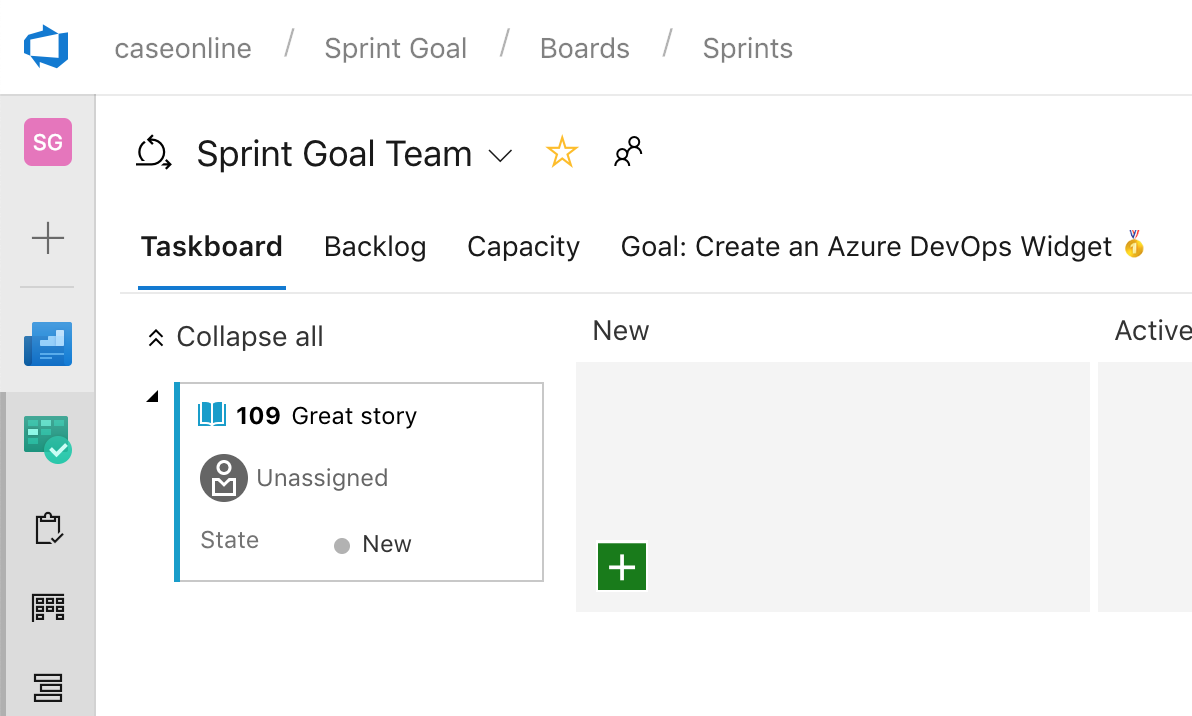 caseonline / Sprint Goal / Boards / Sprints
SG
Sprint Goal Team
Taskboard Backlog Capacity Goal: Create an Azure DevOps Widget 🏅
Collapse all New Active
109 Great story
Unassigned
State New